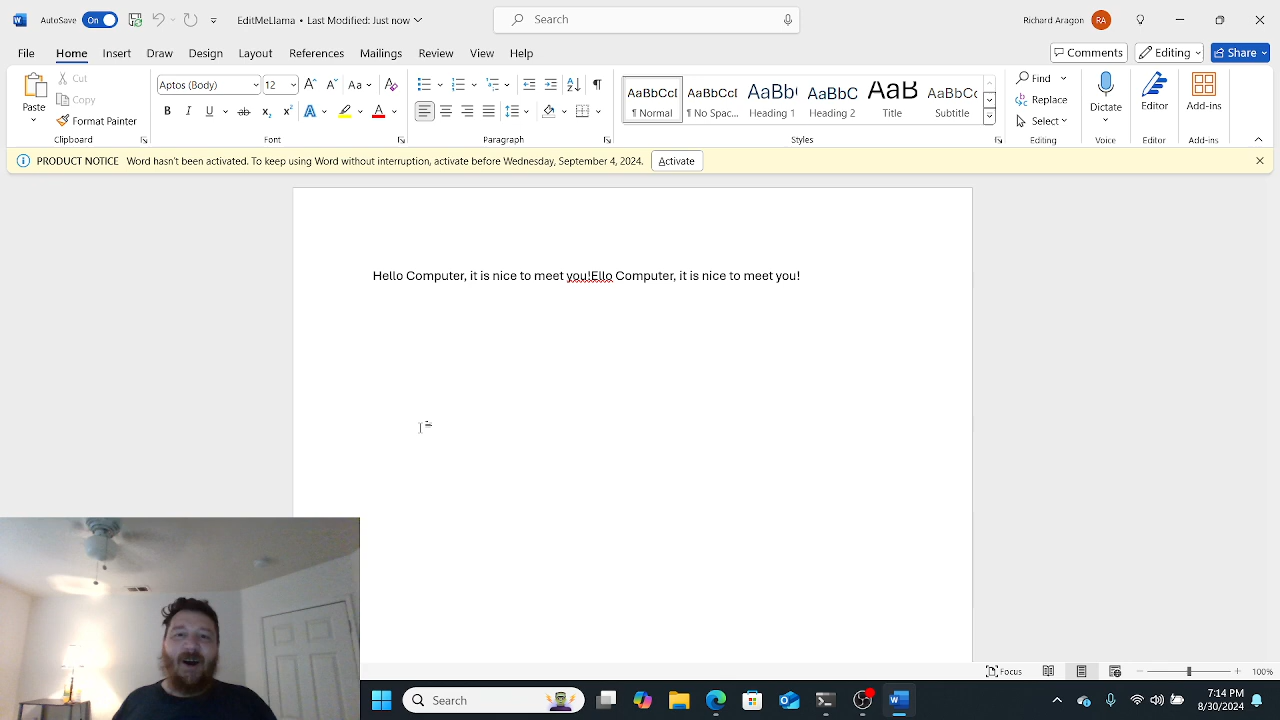 AutoSave On EditMeLlama • Last Modified: Just now Search Richard Aragon RA
File Home Insert Draw Design Layout References Mailings Review View Help Comments Editing Share
Paste Cut Copy Format Painter Clipboard
Aptos (Body) 12 Aa B I U ab x₂ x² A A Font
Paragraph
AaBbCcI AaBbCcI AaBb( AaBbC AaB AaBbCc
¶ Normal ¶ No Spac... Heading 1 Heading 2 Title Subtitle
Styles
Find Replace Select Editing
Dictate Voice
Editor Editor
Add-ins Add-ins
PRODUCT NOTICE Word hasn't been activated. To keep using Word without interruption, activate before Wednesday, September 4, 2024. Activate
Hello Computer, it is nice to meet you!Ello Computer, it is nice to meet you!
Focus 100%
Search
7:14 PM
8/30/2024